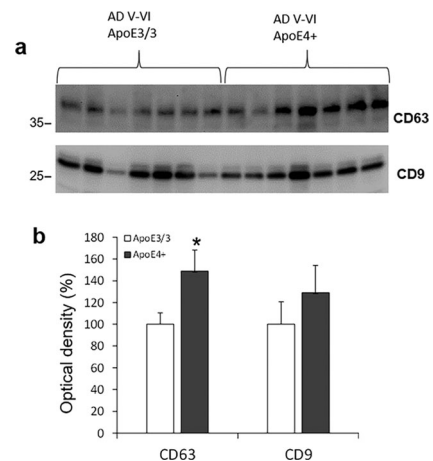 a
AD V-VI
ApoE3/3
AD V-VI
ApoE4+
35–
CD63
25–
CD9
b
Optical density (%)
180
160
140
120
100
80
60
40
20
0
ApoE3/3
ApoE4+
*
CD63
CD9